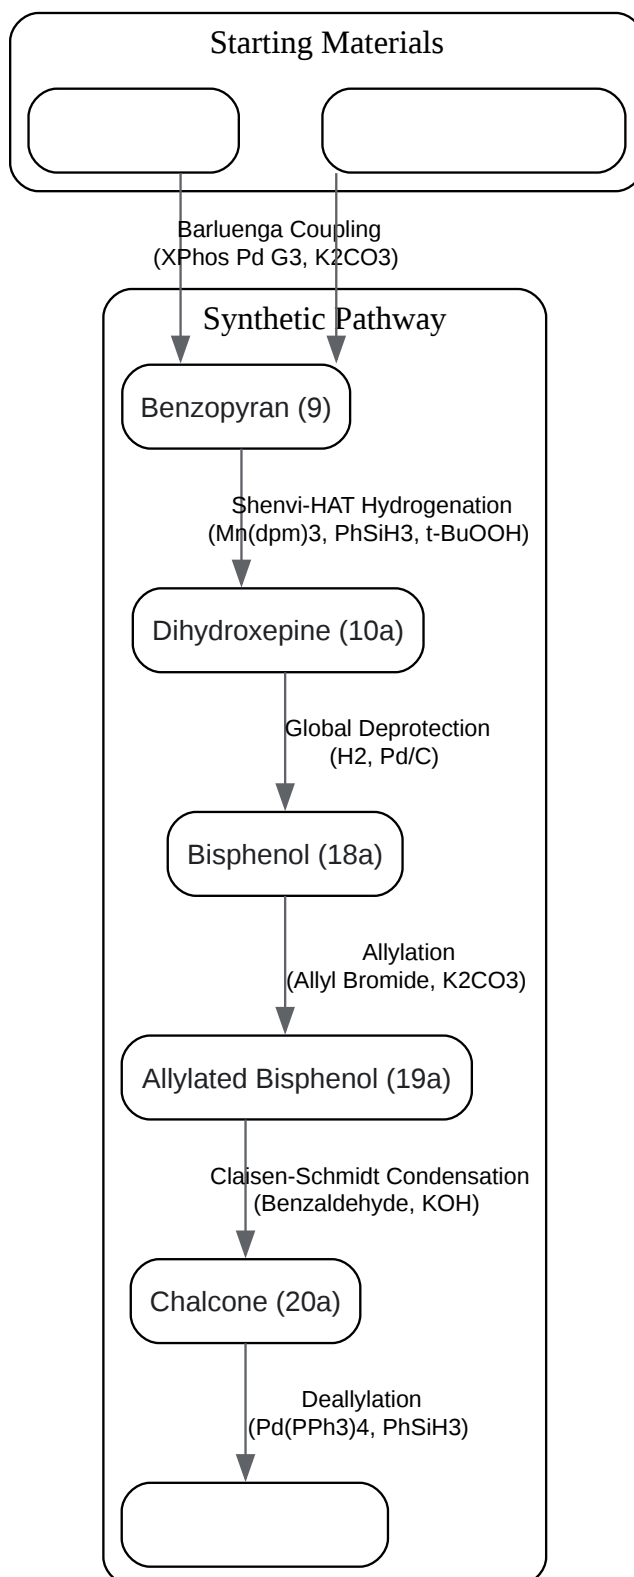 Starting Materials
Barluenga Coupling
(XPhos Pd G3, K2CO3)
Synthetic Pathway
Benzopyran (9)
Shenvi-HAT Hydrogenation
(Mn(dpm)3, PhSiH3, t-BuOOH)
Dihydroxepine (10a)
Global Deprotection
(H2, Pd/C)
Bisphenol (18a)
Allylation
(Allyl Bromide, K2CO3)
Allylated Bisphenol (19a)
Claisen-Schmidt Condensation
(Benzaldehyde, KOH)
Chalcone (20a)
Deallylation
(Pd(PPh3)4, PhSiH3)